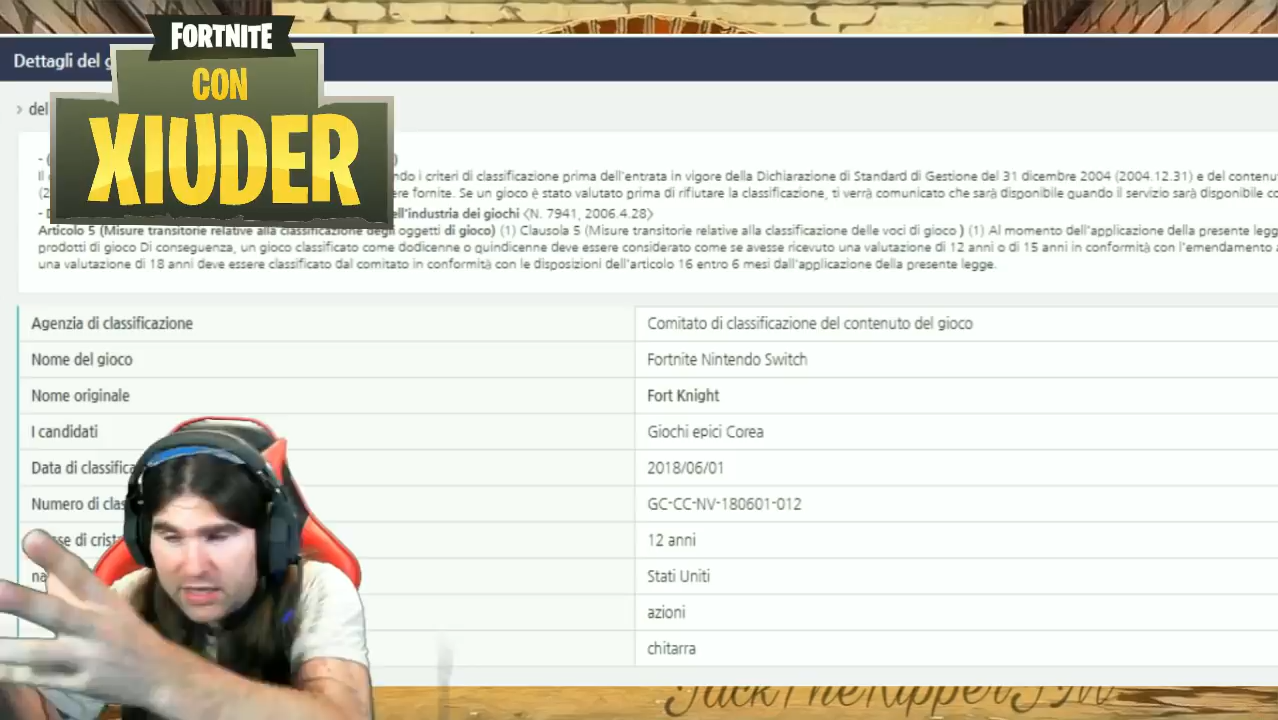 FORTNITE
CON
XIUDER
Dettagli del g
> del
- (
)
Il
ndo i criteri di classificazione prima dell'entrata in vigore della Dichiarazione di Standard di Gestione del 31 dicembre 2004 (2004.12.31) e del contenu
(2
ere fornite. Se un gioco è stato valutato prima di rifiutare la classificazione, ti verrà comunicato che sarà disponibile quando il servizio sarà disponibile co
- D
ell'industria dei giochi <N. 7941, 2006.4.28>
Articolo 5 (Misure transitorie relative alla classificazione degli oggetti di gioco) (1) Clausola 5 (Misure transitorie relative alla classificazione delle voci di gioco ) (1) Al momento dell'applicazione della presente legg
prodotti di gioco Di conseguenza, un gioco classificato come dodicenne o quindicenne deve essere considerato come se avesse ricevuto una valutazione di 12 anni o di 15 anni in conformità con l'emendamento a
una valutazione di 18 anni deve essere classificato dal comitato in conformità con le disposizioni dell'articolo 16 entro 6 mesi dall'applicazione della presente legge.
Agenzia di classificazione Comitato di classificazione del contenuto del gioco
Nome del gioco Fortnite Nintendo Switch
Nome originale Fort Knight
I candidati Giochi epici Corea
Data di classifica 2018/06/01
Numero di clas GC-CC-NV-180601-012
sse di crist 12 anni
na Stati Uniti
azioni
chitarra
JackTheRipper